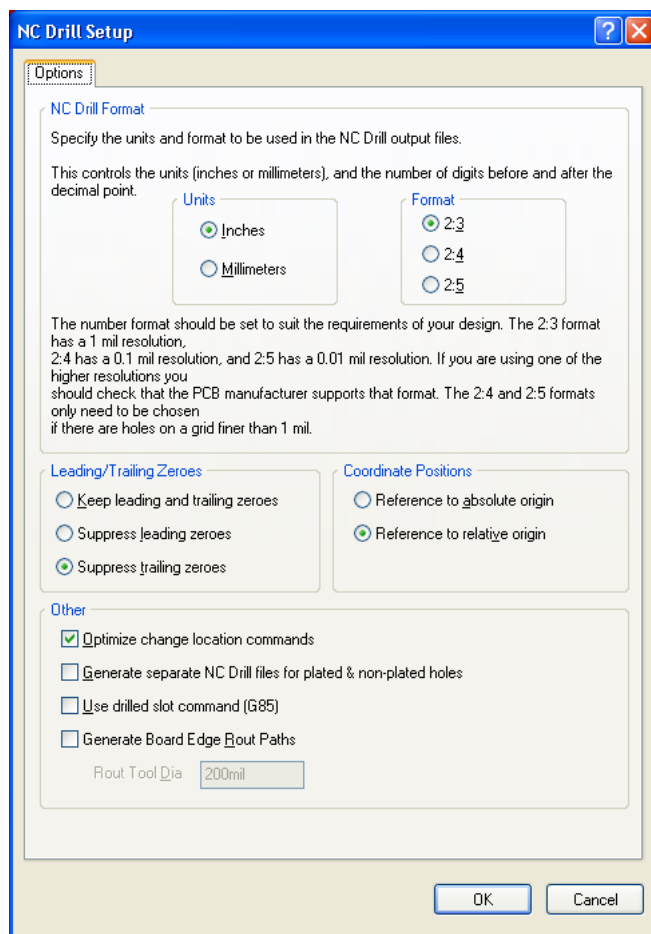 NC Drill Setup
Options
NC Drill Format
Specify the units and format to be used in the NC Drill output files.
This controls the units (inches or millimeters), and the number of digits before and after the
decimal point.
Units
Format
Inches
2:3
Millimeters
2:4
2:5
The number format should be set to suit the requirements of your design. The 2:3 format
has a 1 mil resolution,
2:4 has a 0.1 mil resolution, and 2:5 has a 0.01 mil resolution. If you are using one of the
higher resolutions you
should check that the PCB manufacturer supports that format. The 2:4 and 2:5 formats
only need to be chosen
if there are holes on a grid finer than 1 mil.
Leading/Trailing Zeroes
Keep leading and trailing zeroes
Suppress leading zeroes
Suppress trailing zeroes
Coordinate Positions
Reference to absolute origin
Reference to relative origin
Other
Optimize change location commands
Generate separate NC Drill files for plated & non-plated holes
Use drilled slot command (G85)
Generate Board Edge Rout Paths
Rout Tool Dia 200mil
OK Cancel